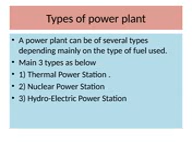 Types of power plant
• A power plant can be of several types
depending mainly on the type of fuel used.
• Main 3 types as below
• 1) Thermal Power Station .
• 2) Nuclear Power Station
• 3) Hydro-Electric Power Station